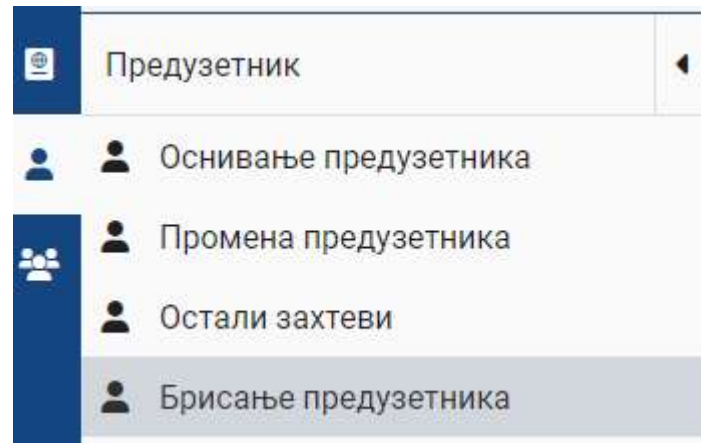 Предузетник
Оснивање предузетника
Промена предузетника
Остали захтеви
Брисање предузетника